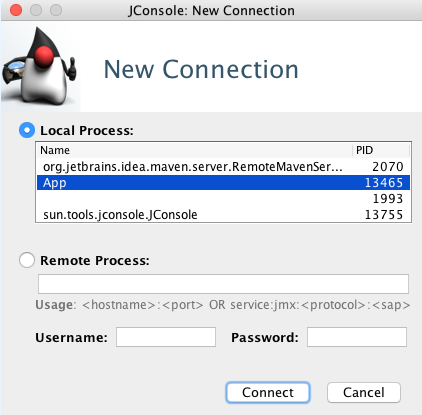 JConsole: New Connection
New Connection
Local Process:
Name PID
org.jetbrains.idea.maven.server.RemoteMavenSer... 2070
App 13465
1993
sun.tools.jconsole.JConsole 13755
Remote Process:
Usage: <hostname>:<port> OR service:jmx:<protocol>:<sap>
Username: Password:
Connect Cancel